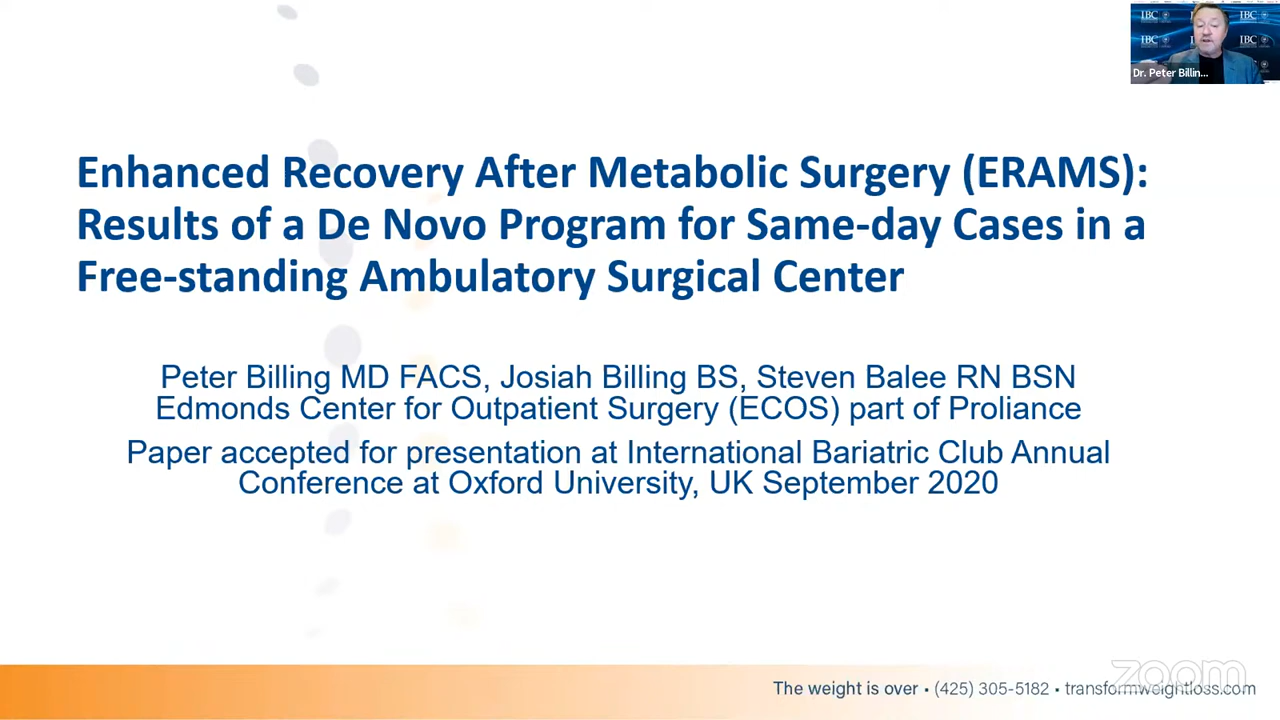 IBC
IBC
IBC
IBC
Dr. Peter Billin...
Enhanced Recovery After Metabolic Surgery (ERAMS):
Results of a De Novo Program for Same-day Cases in a
Free-standing Ambulatory Surgical Center
Peter Billing MD FACS, Josiah Billing BS, Steven Balee RN BSN
Edmonds Center for Outpatient Surgery (ECOS) part of Proliance
Paper accepted for presentation at International Bariatric Club Annual
Conference at Oxford University, UK September 2020
zoom
The weight is over • (425) 305-5182 • transformweightloss.com